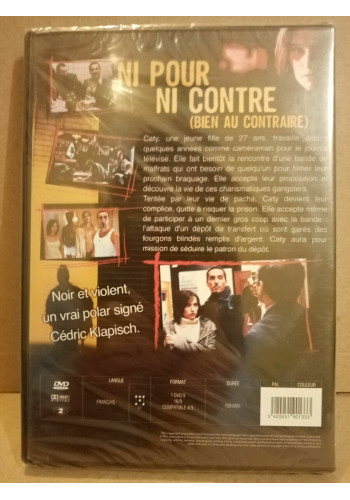 NI POUR
NI CONTRE
(BIEN AU CONTRAIRE)
Caty, une jeune fille de 27 ans, travaille
quelques années comme caméraman pour le
télévisé. Elle fait bientôt la rencontre d'une bande de
malfrats qui ont besoin de quelqu'un pour filmer leur
prochain braquage. Elle accepte leur proposition et
découvre la vie de ces charismatiques gangsters.
Tentée par leur vie de pacha, Caty devient leur
complice, quitte à risquer la prison. Elle accepte même
de participer à un dernier gros coup avec la bande :
l'attaque d'un dépôt de transfert où sont garés des
fourgons blindés remplis d'argent. Caty aura pour
mission de séduire le patron du dépôt.
Noir et violent,
un vrai polar signé
Cédric Klapisch.
DVD
LANGUE
FORMAT
DURÉE
PAL
COULEUR
2
FRANÇAIS
1 DVD 5
16/9
COMPATIBLE 4/3